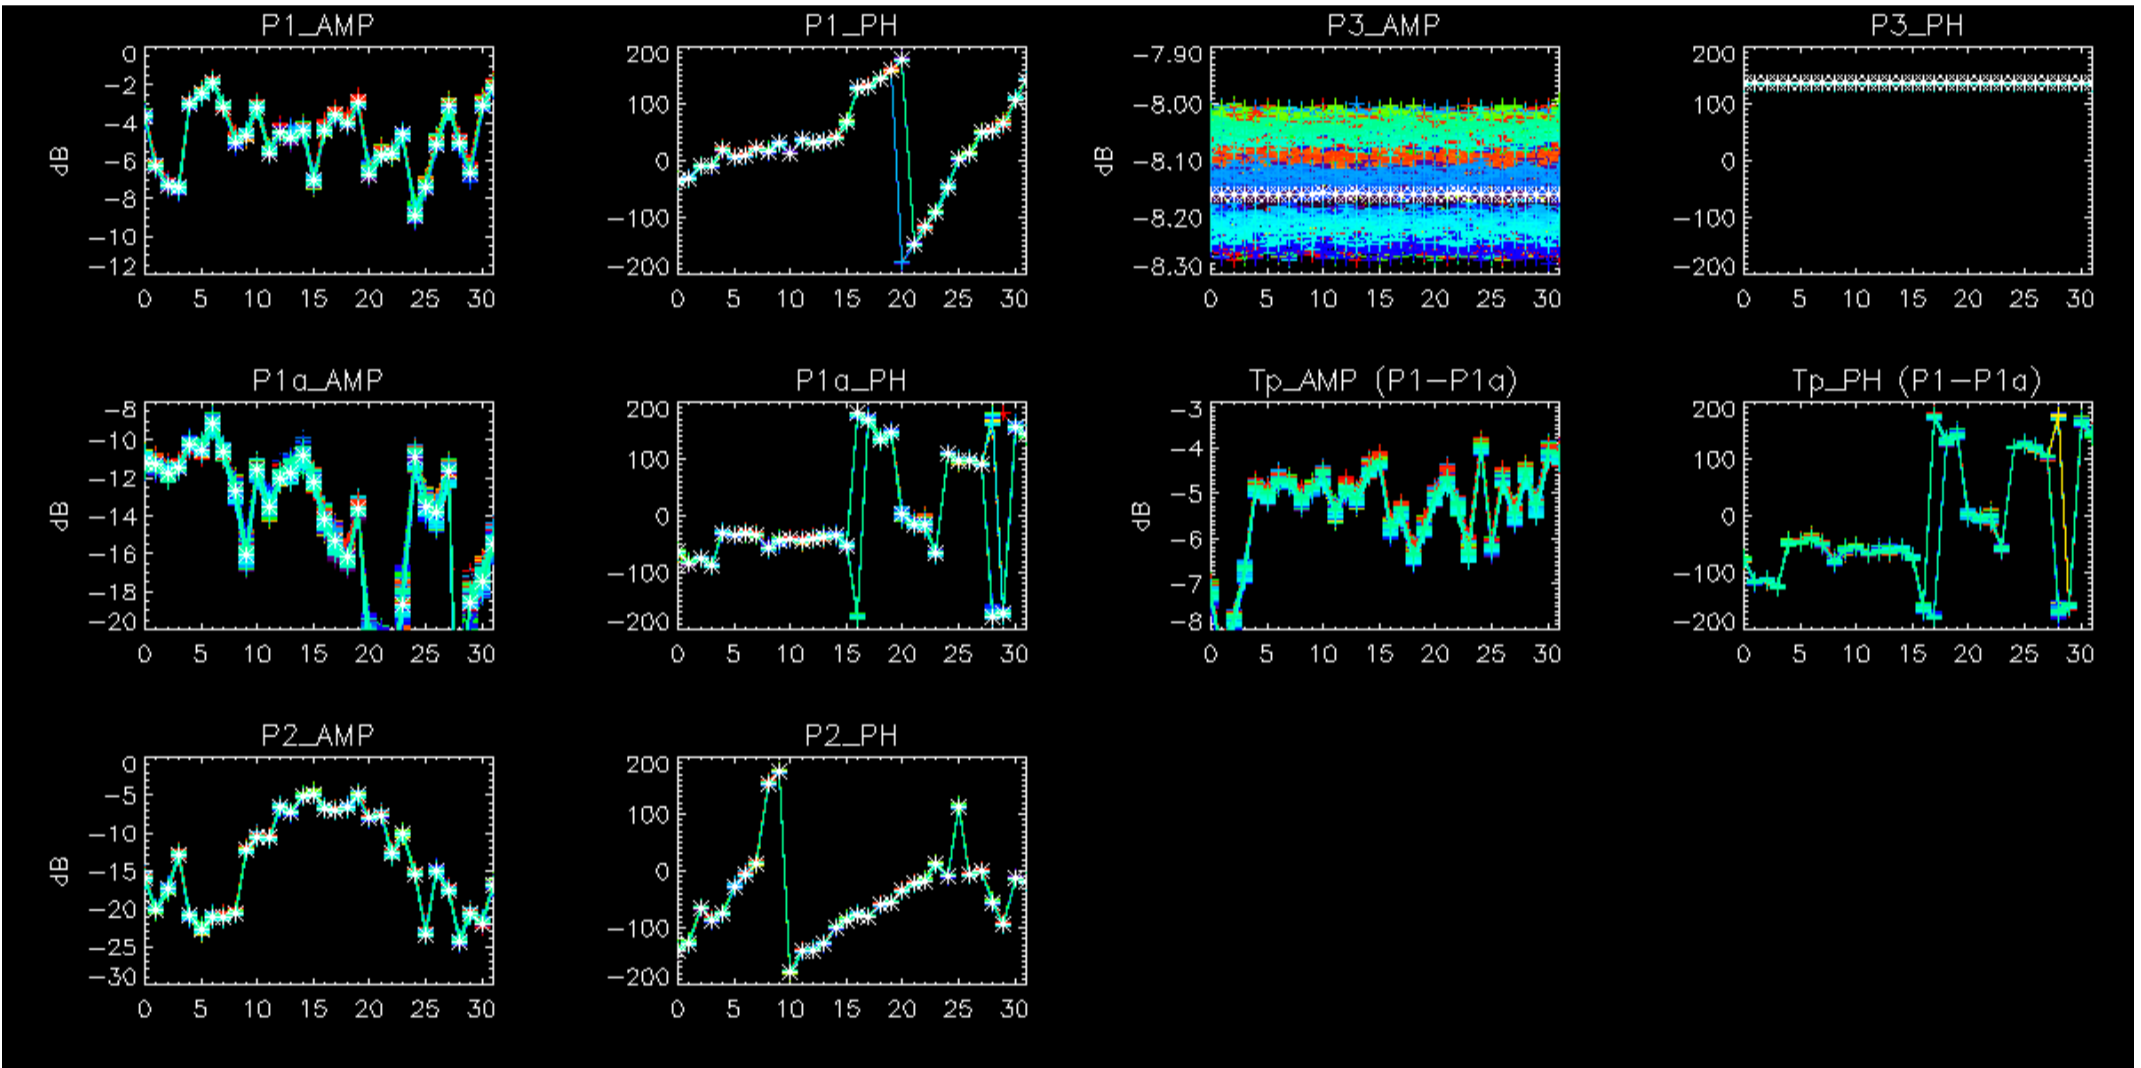 P1_AMP
P1_PH
P3_AMP
P3_PH
0
-2
-4
-6
-8
-10
-12
dB
0 5 10 15 20 25 30
200
100
0
-100
-200
0 5 10 15 20 25 30
-7.90
-8.00
-8.10
-8.20
-8.30
dB
0 5 10 15 20 25 30
200
100
0
-100
-200
0 5 10 15 20 25 30
P1a_AMP
P1a_PH
Tp_AMP (P1-P1a)
Tp_PH (P1-P1a)
-8
-10
-12
-14
-16
-18
-20
dB
0 5 10 15 20 25 30
200
100
0
-100
-200
0 5 10 15 20 25 30
-3
-4
-5
-6
-7
-8
dB
0 5 10 15 20 25 30
200
100
0
-100
-200
0 5 10 15 20 25 30
P2_AMP
P2_PH
0
-5
-10
-15
-20
-25
-30
dB
0 5 10 15 20 25 30
200
100
0
-100
-200
0 5 10 15 20 25 30